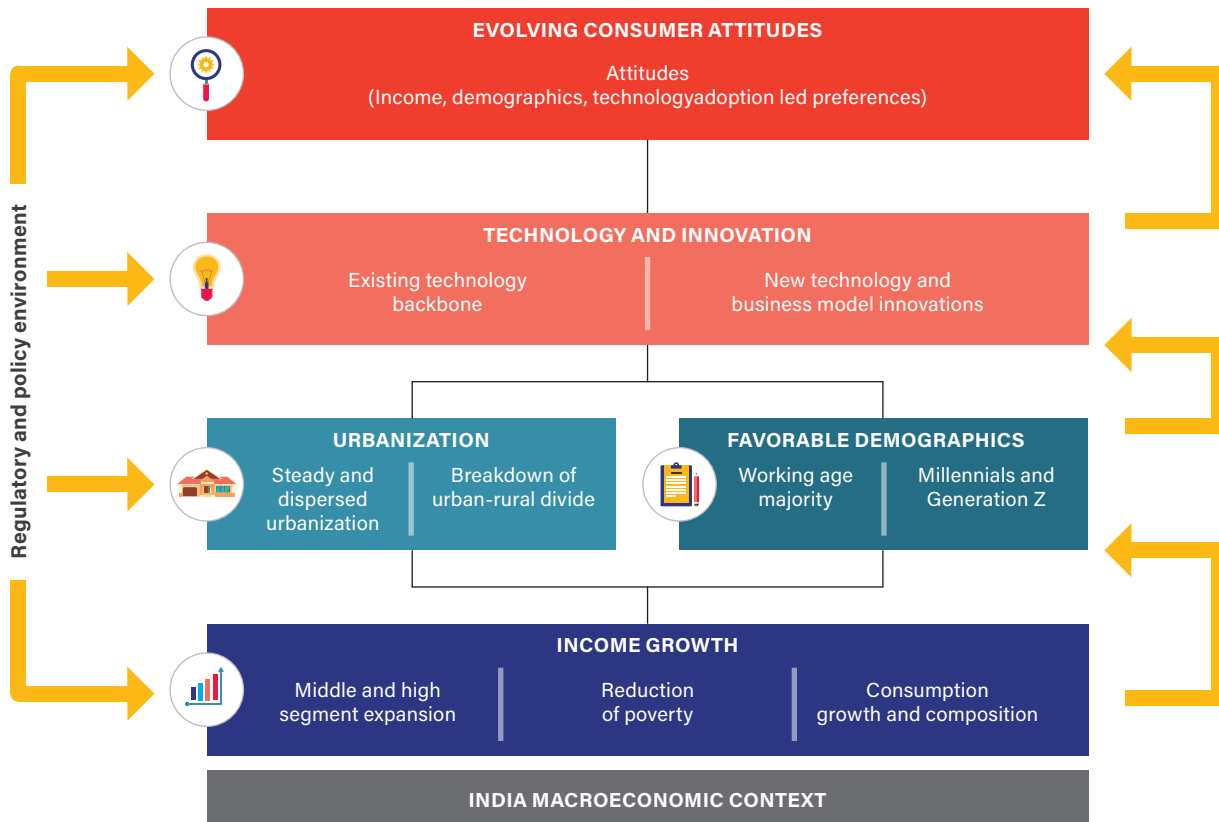 EVOLVING CONSUMER ATTITUDES
Attitudes
(Income, demographics, technologyadoption led preferences)
Regulatory and policy environment
TECHNOLOGY AND INNOVATION
Existing technology
backbone
New technology and
business model innovations
URBANIZATION
Steady and
dispersed
urbanization
Breakdown of
urban-rural divide
FAVORABLE DEMOGRAPHICS
Working age
majority
Millennials and
Generation Z
INCOME GROWTH
Middle and high
segment expansion
Reduction
of poverty
Consumption
growth and composition
INDIA MACROECONOMIC CONTEXT